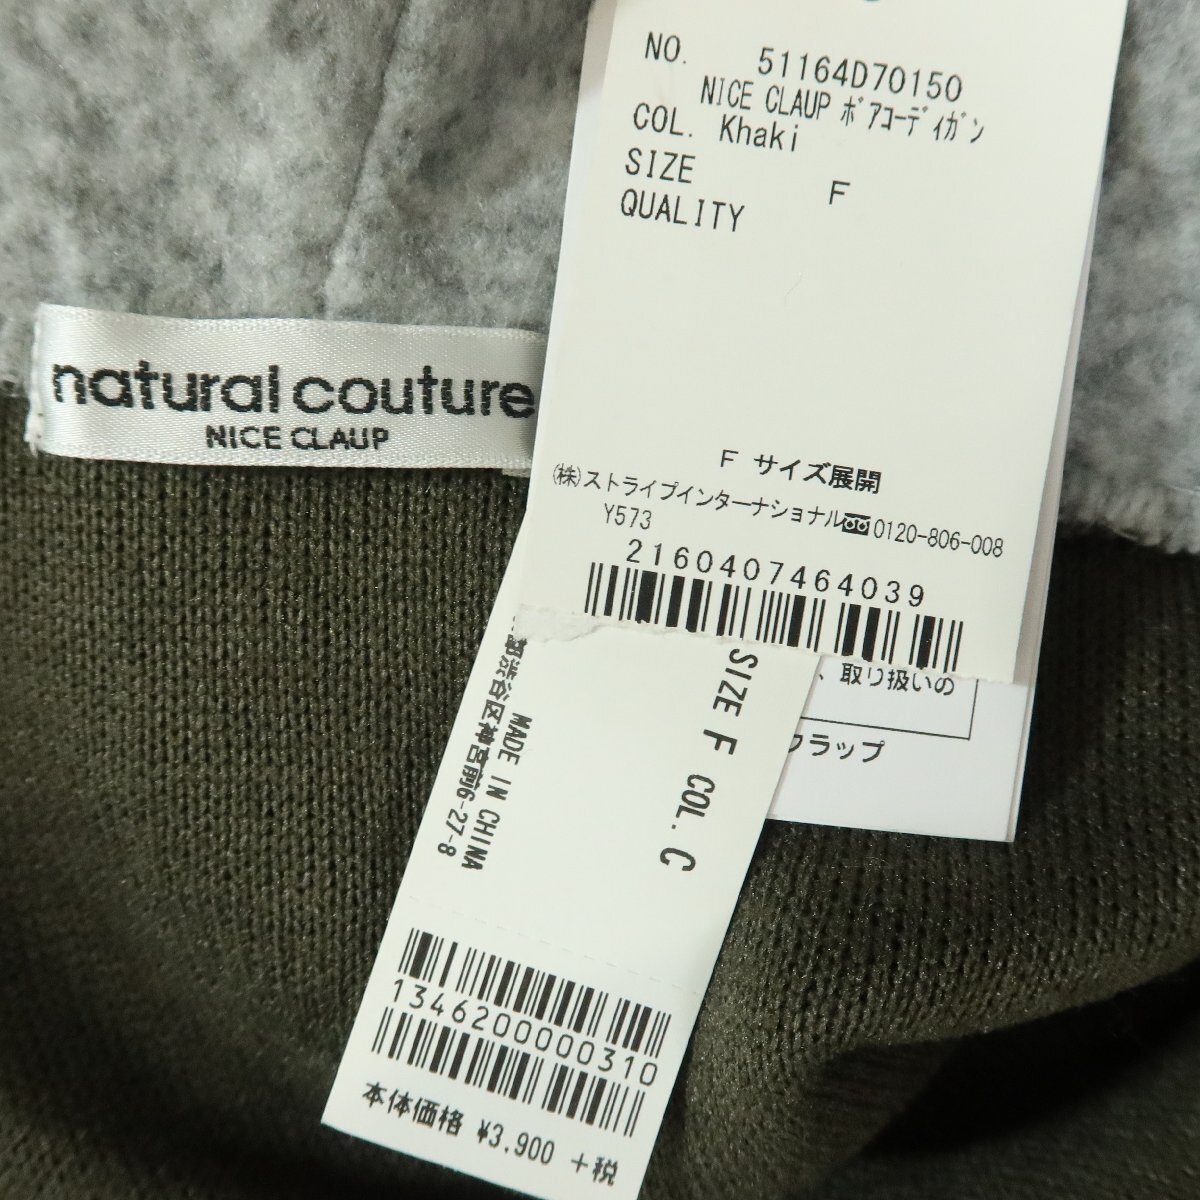 NO. 51164D70150
NICE CLAUP ボアコーディガン
COL. Khaki
SIZE F
QUALITY
F サイズ展開
(株)ストライプインターナショナル 0120-806-008
Y573
2160407464039
natural couture
NICE CLAUP
、取り扱いの
クラップ
SIZE F COL. C
MADE IN CHINA
都渋谷区神宮前6-27-8
1346200000310
本体価格 ¥3,900 +税